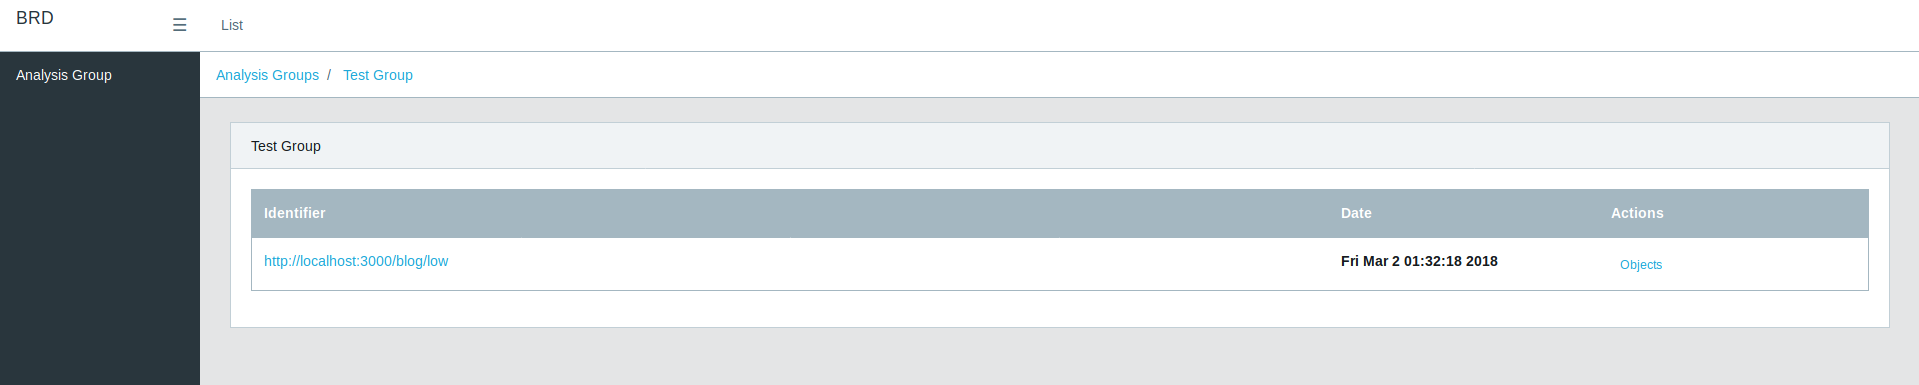 BRD ☰ List
Analysis Group
Analysis Groups / Test Group
Test Group
Identifier Date Actions
http://localhost:3000/blog/low Fri Mar 2 01:32:18 2018 Objects